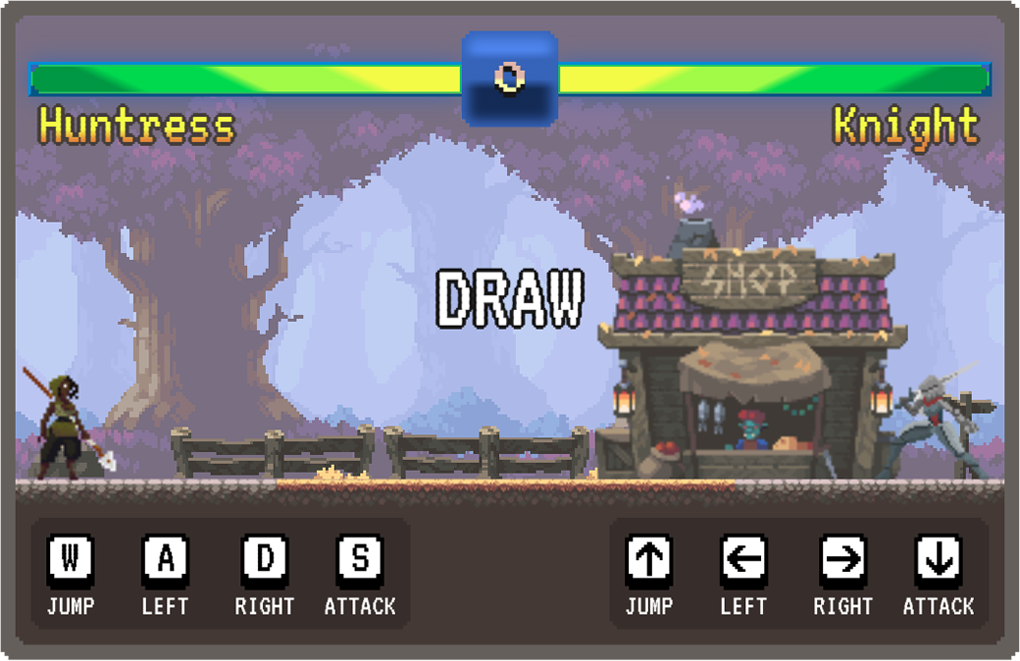 0
Huntress Knight
SHOP
DRAW
W A D S ↑ ← → ↓
JUMP LEFT RIGHT ATTACK JUMP LEFT RIGHT ATTACK